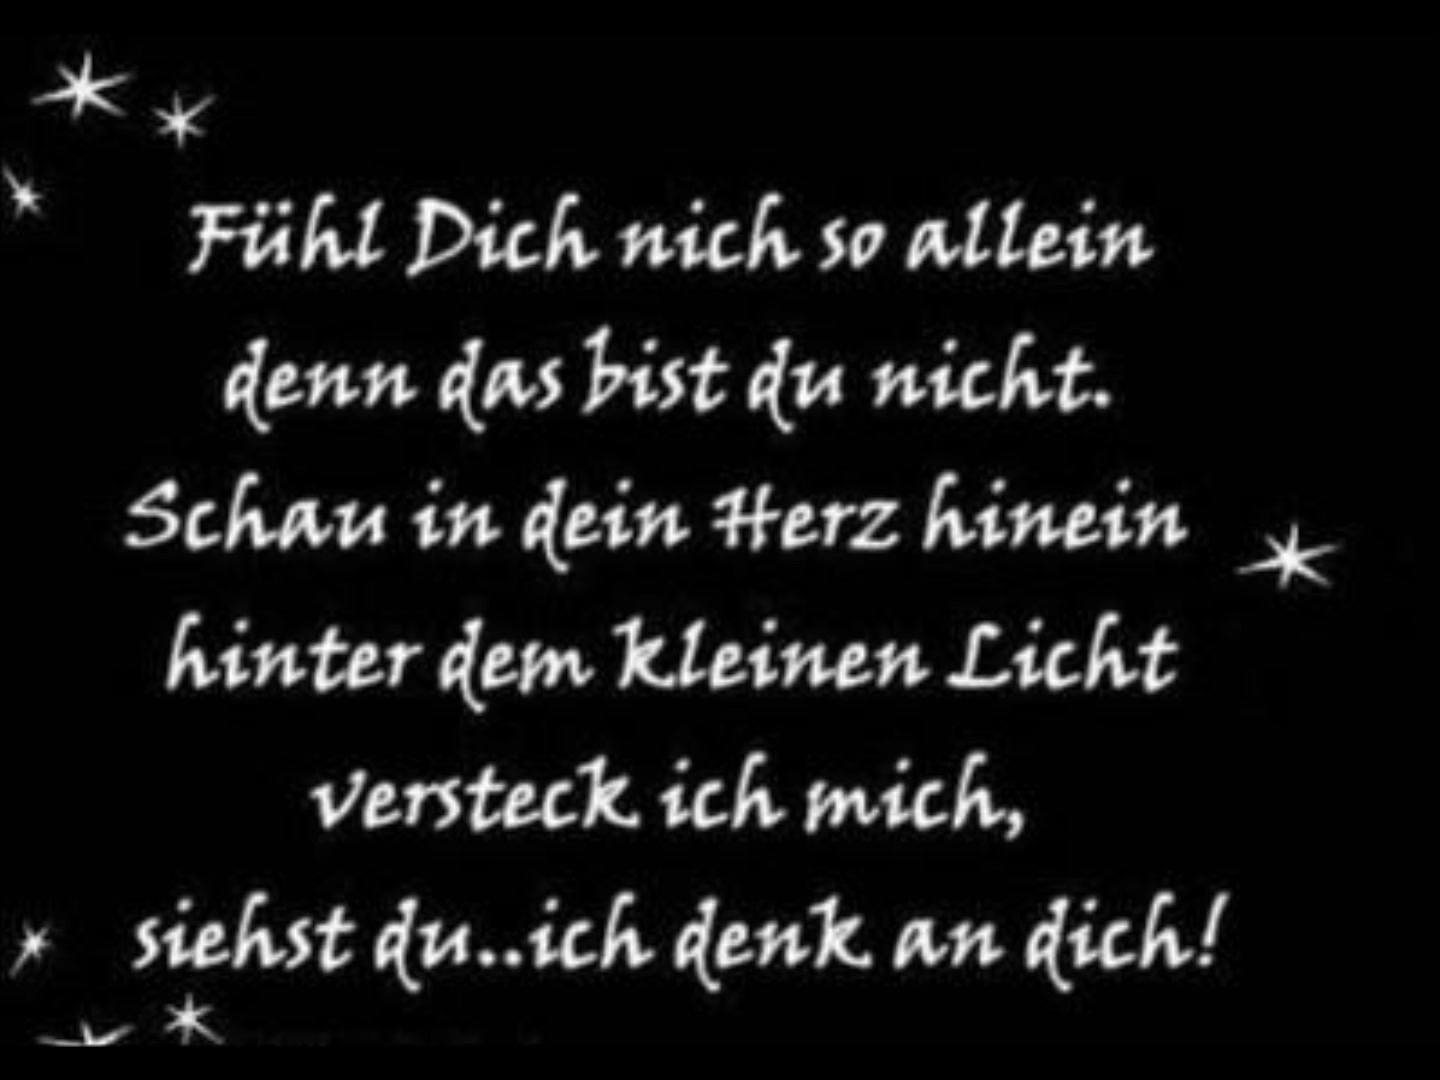 Fühl Dich nich so allein
denn das bist du nicht.
Schau in dein Herz hinein
hinter dem kleinen Licht
versteck ich mich,
siehst du..ich denk an dich!